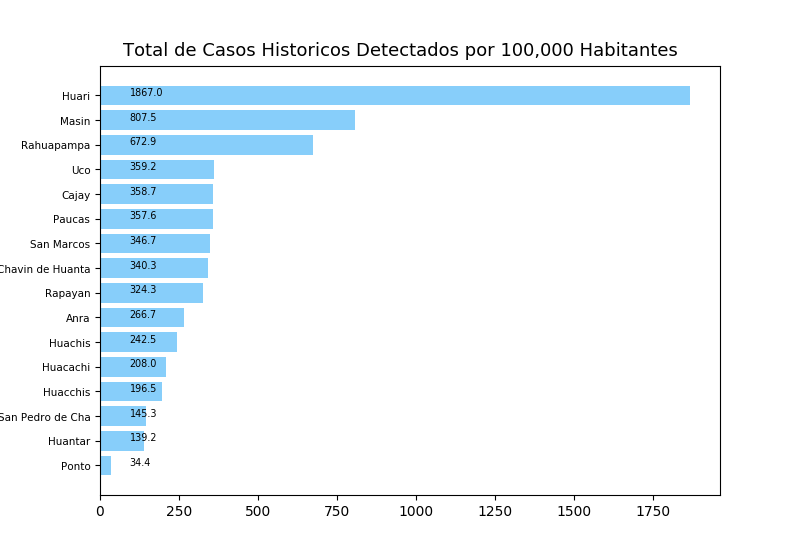 Total de Casos Historicos Detectados por 100,000 Habitantes
Huari 1867.0
Masin 807.5
Rahuapampa 672.9
Uco 359.2
Cajay 358.7
Paucas 357.6
San Marcos 346.7
Chavin de Huanta 340.3
Rapayan 324.3
Anra 266.7
Huachis 242.5
Huacachi 208.0
Huacchis 196.5
San Pedro de Cha 145.3
Huantar 139.2
Ponto 34.4
0 250 500 750 1000 1250 1500 1750